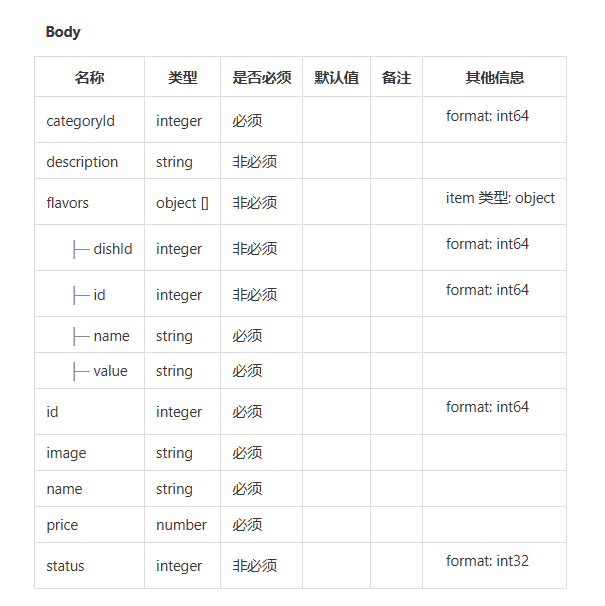 Body
名称 类型 是否必须 默认值 备注 其他信息
categoryId integer 必须 format: int64
description string 非必须
flavors object [] 非必须 item 类型: object
├─ dishId integer 非必须 format: int64
├─ id integer 非必须 format: int64
├─ name string 必须
├─ value string 必须
id integer 必须 format: int64
image string 必须
name string 必须
price number 必须
status integer 非必须 format: int32